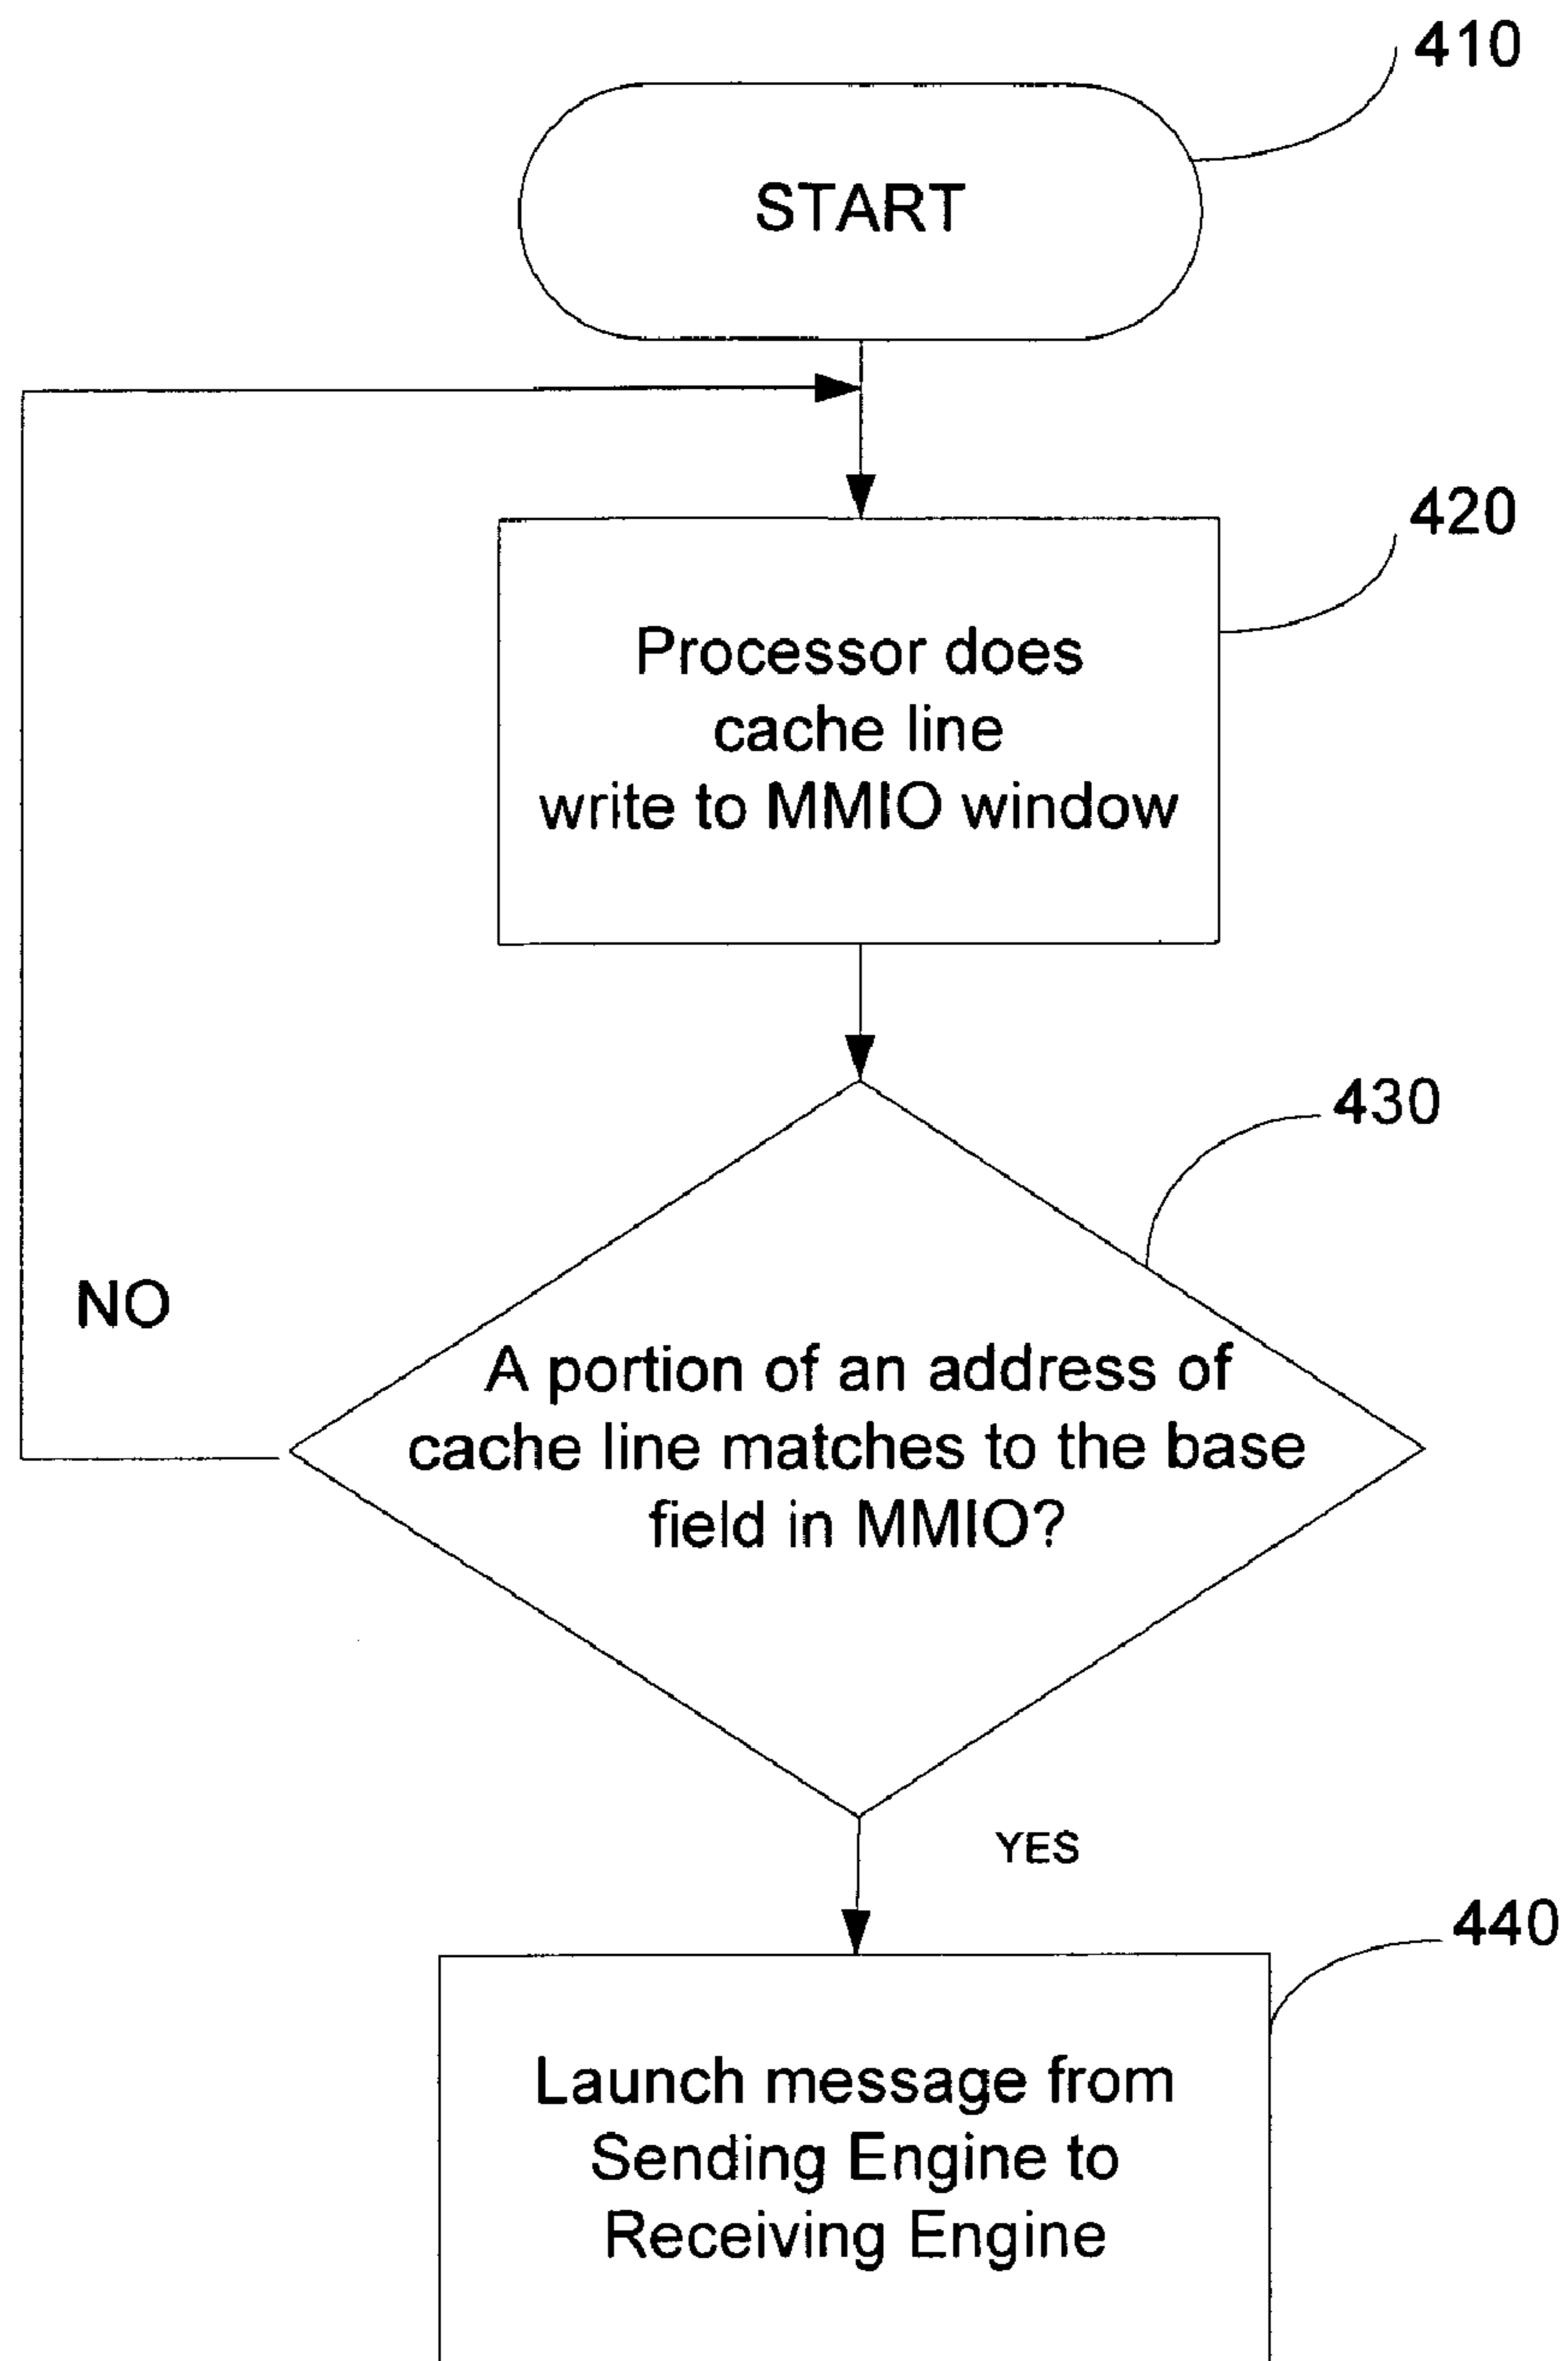 410
START
420
Processor does
cache line
write to MMIO window
430
NO
A portion of an address of
cache line matches to the base
field in MMIO?
YES
440
Launch message from
Sending Engine to
Receiving Engine